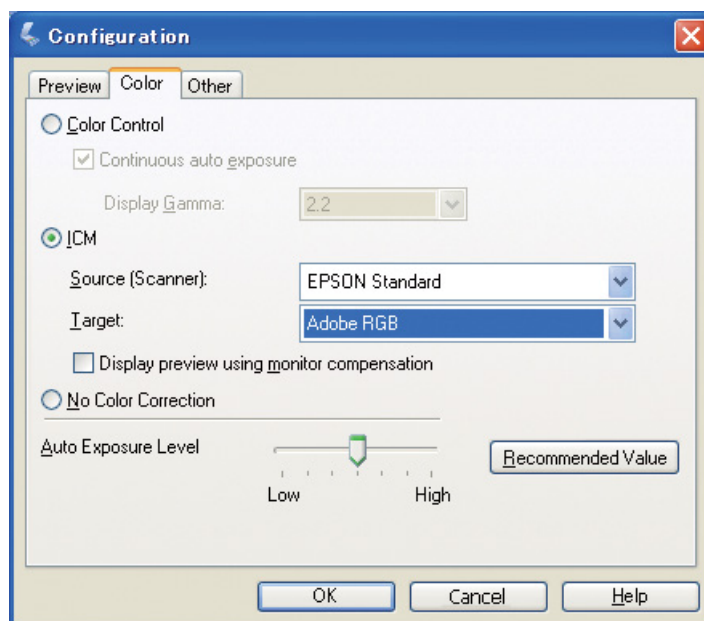 Configuration
Preview Color Other
Color Control
Continuous auto exposure
Display Gamma: 2.2
ICM
Source (Scanner): EPSON Standard
Target: Adobe RGB
Display preview using monitor compensation
No Color Correction
Auto Exposure Level
Recommended Value
Low High
OK Cancel Help